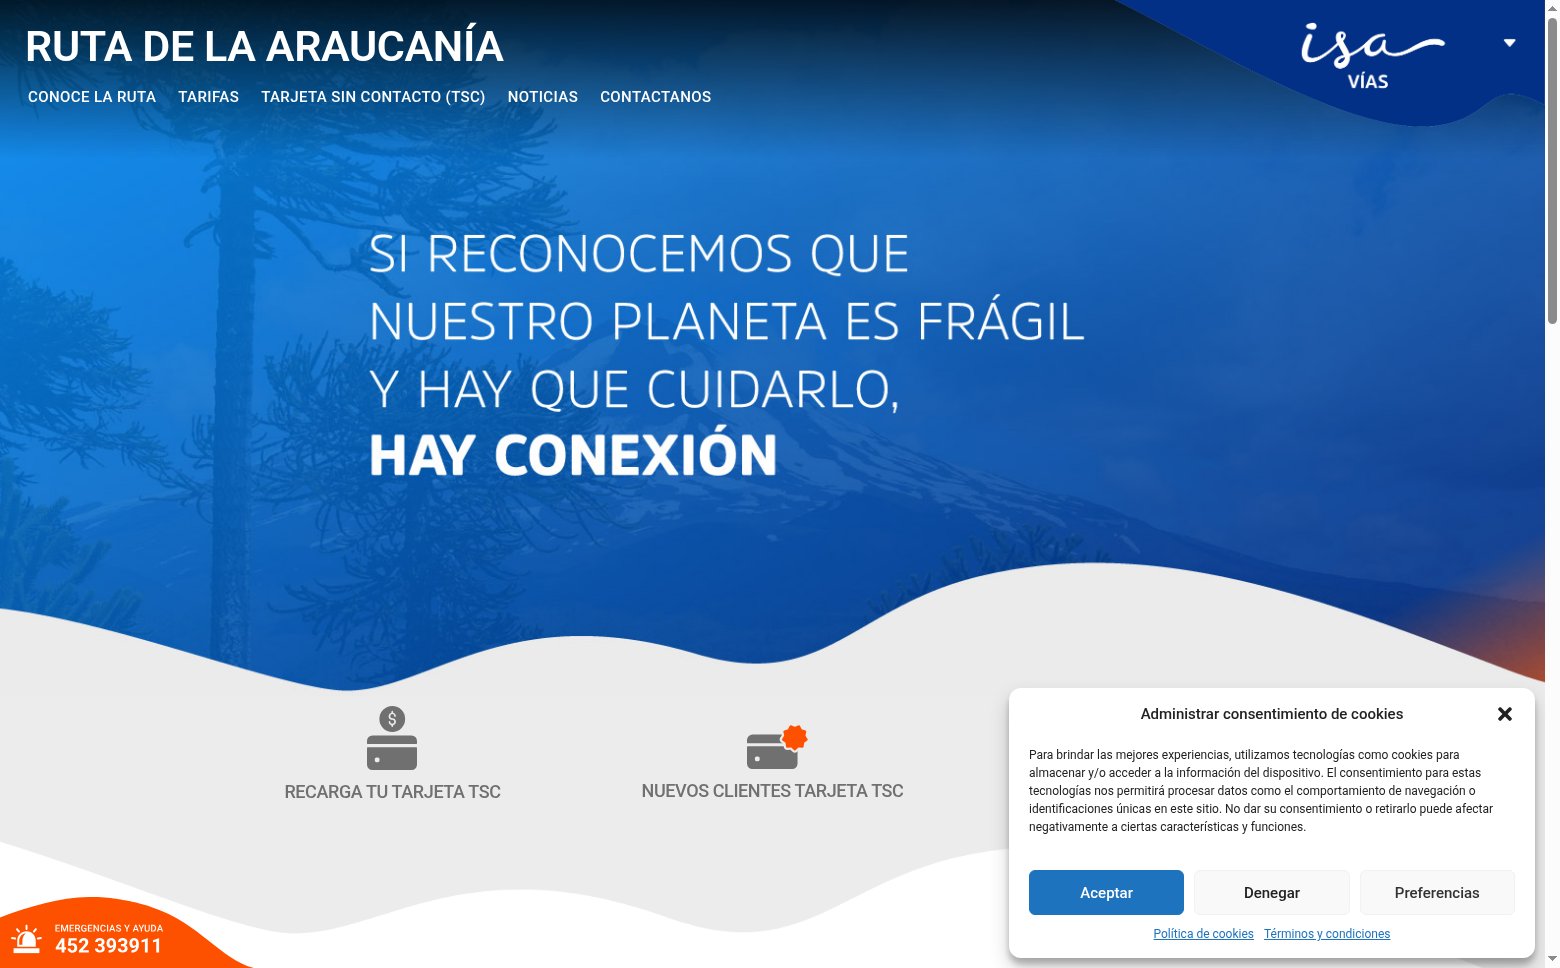 RUTA DE LA ARAUCANÍA
isa
VÍAS
CONOCE LA RUTA TARIFAS TARJETA SIN CONTACTO (TSC) NOTICIAS CONTACTANOS
SI RECONOCEMOS QUE
NUESTRO PLANETA ES FRÁGIL
Y HAY QUE CUIDARLO,
HAY CONEXIÓN
$
RECARGA TU TARJETA TSC
NUEVOS CLIENTES TARJETA TSC
Administrar consentimiento de cookies
Para brindar las mejores experiencias, utilizamos tecnologías como cookies para
almacenar y/o acceder a la información del dispositivo. El consentimiento para estas
tecnologías nos permitirá procesar datos como el comportamiento de navegación o
identificaciones únicas en este sitio. No dar su consentimiento o retirarlo puede afectar
negativamente a ciertas características y funciones.
Aceptar Denegar Preferencias
Política de cookies Términos y condiciones
EMERGENCIAS Y AYUDA
452 393911